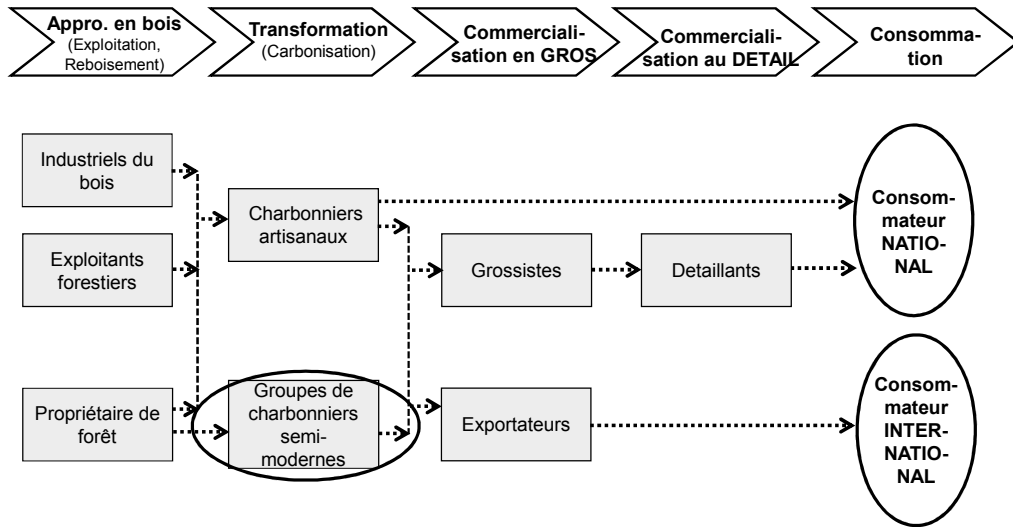 Appro. en bois
(Exploitation,
Reboisement)
Transformation
(Carbonisation)
Commerciali-
sation en GROS
Commerciali-
sation au DETAIL
Consomma-
tion
Industriels du
bois
Charbonniers
artisanaux
Consom-
mateur
NATIO-
NAL
Exploitants
forestiers
Grossistes
Detaillants
Propriétaire de
forêt
Groupes de
charbonniers
semi-
modernes
Exportateurs
Consom-
mateur
INTER-
NATIO-
NAL